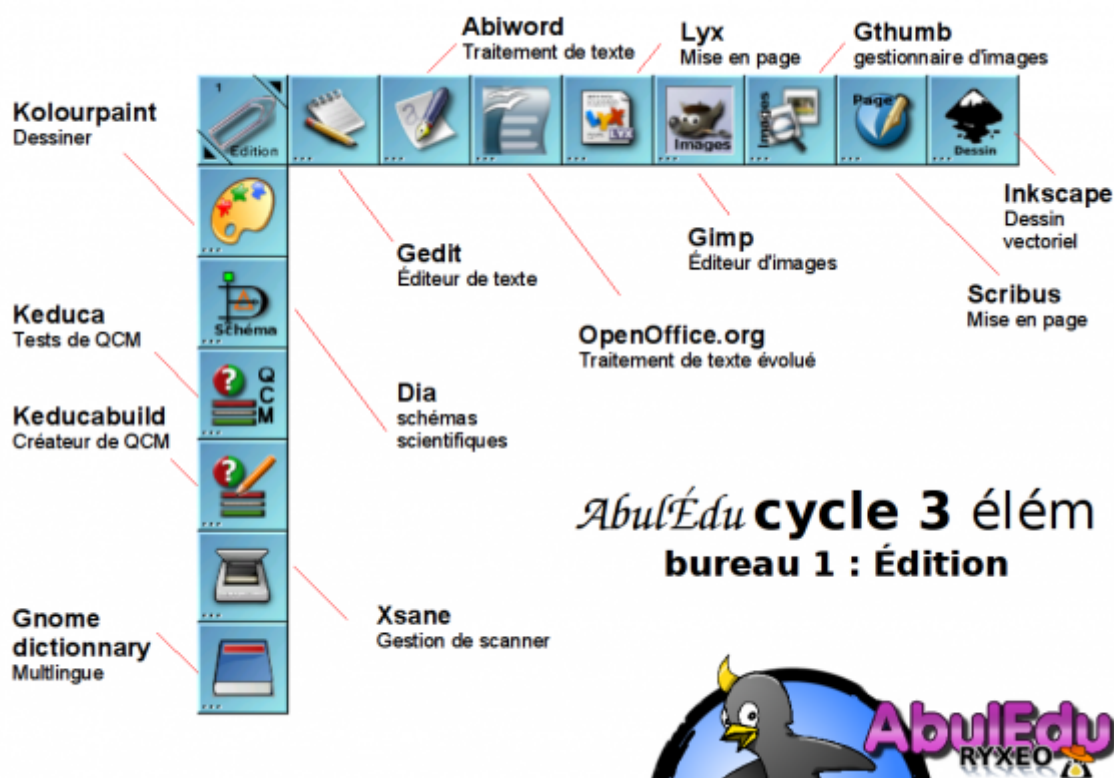 Abiword
Traitement de texte
Lyx
Mise en page
Gthumb
gestionnaire d'images
Kolourpaint
Dessiner
1
Édition
LYX
Images
Images
Page
Dessin
Inkscape
Dessin
vectoriel
Gedit
Éditeur de texte
Gimp
Éditeur d'images
Scribus
Mise en page
OpenOffice.org
Traitement de texte évolué
Schéma
Keduca
Tests de QCM
QCM
Dia
schémas
scientifiques
Keducabuild
Créateur de QCM
AbulÉdu cycle 3 élém
bureau 1 : Édition
Xsane
Gestion de scanner
Gnome
dictionnary
Multlingue
AbulEdu
RYXEO